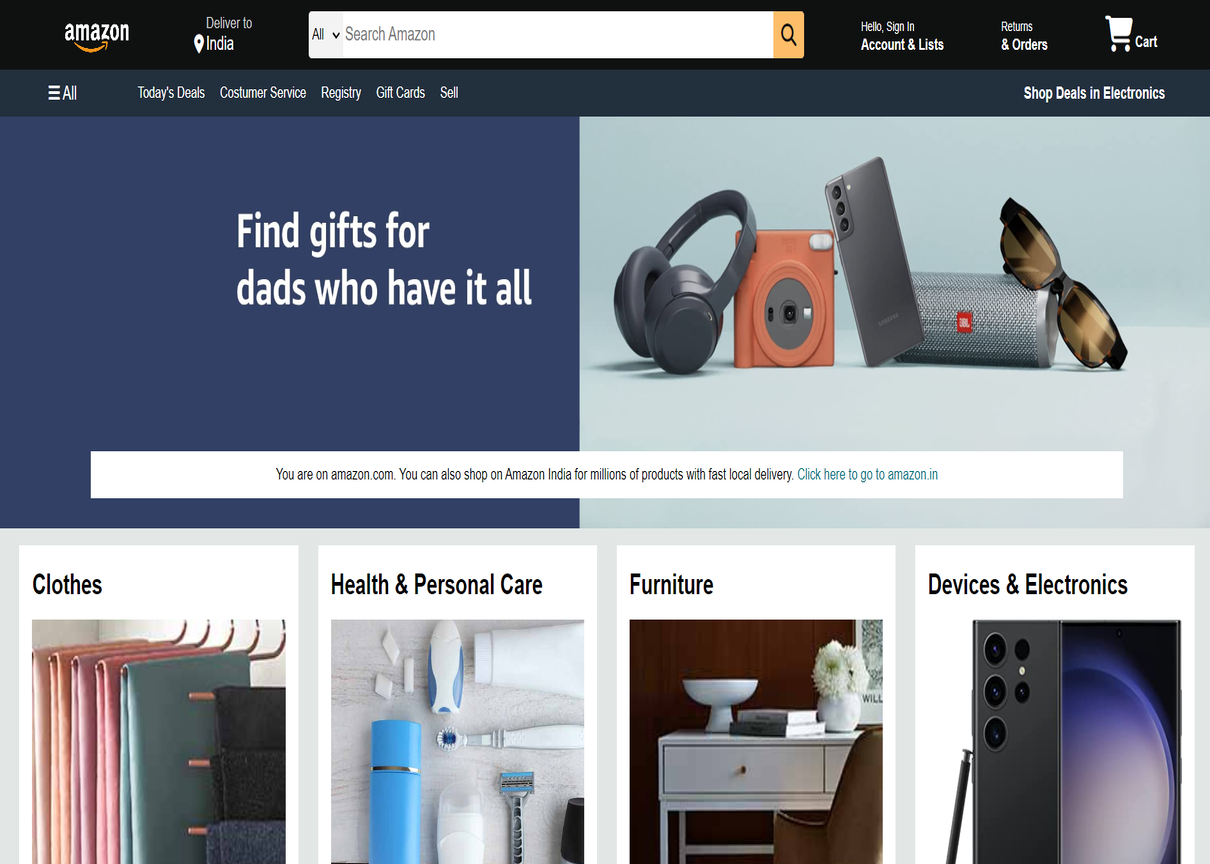 amazon
Deliver to
India
All
Search Amazon
Hello, Sign In
Account & Lists
Returns
& Orders
Cart
All
Today's Deals
Costumer Service
Registry
Gift Cards
Sell
Shop Deals in Electronics
Find gifts for
dads who have it all
SAMSUNG
JBL
You are on amazon.com. You can also shop on Amazon India for millions of products with fast local delivery. Click here to go to amazon.in
Clothes
Health & Personal Care
Furniture
Devices & Electronics
WILL